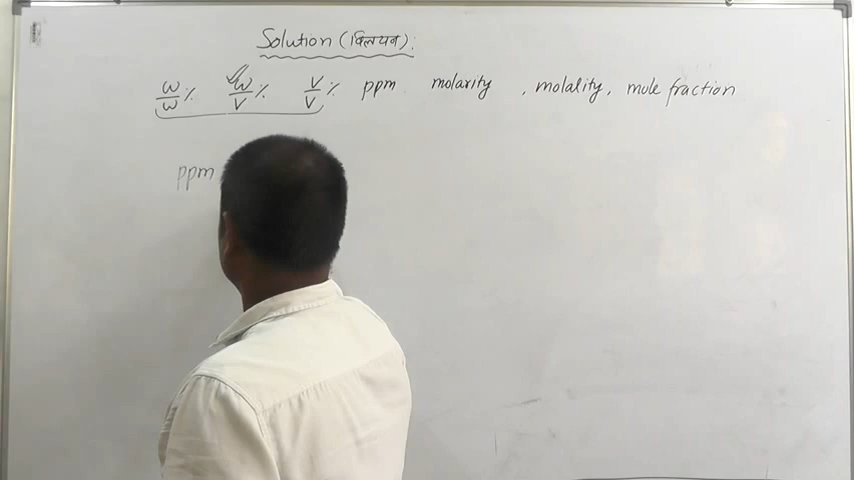 Solution (विलयन):
w/w % w/v % v/v % ppm. molarity , molality, mole fraction
ppm